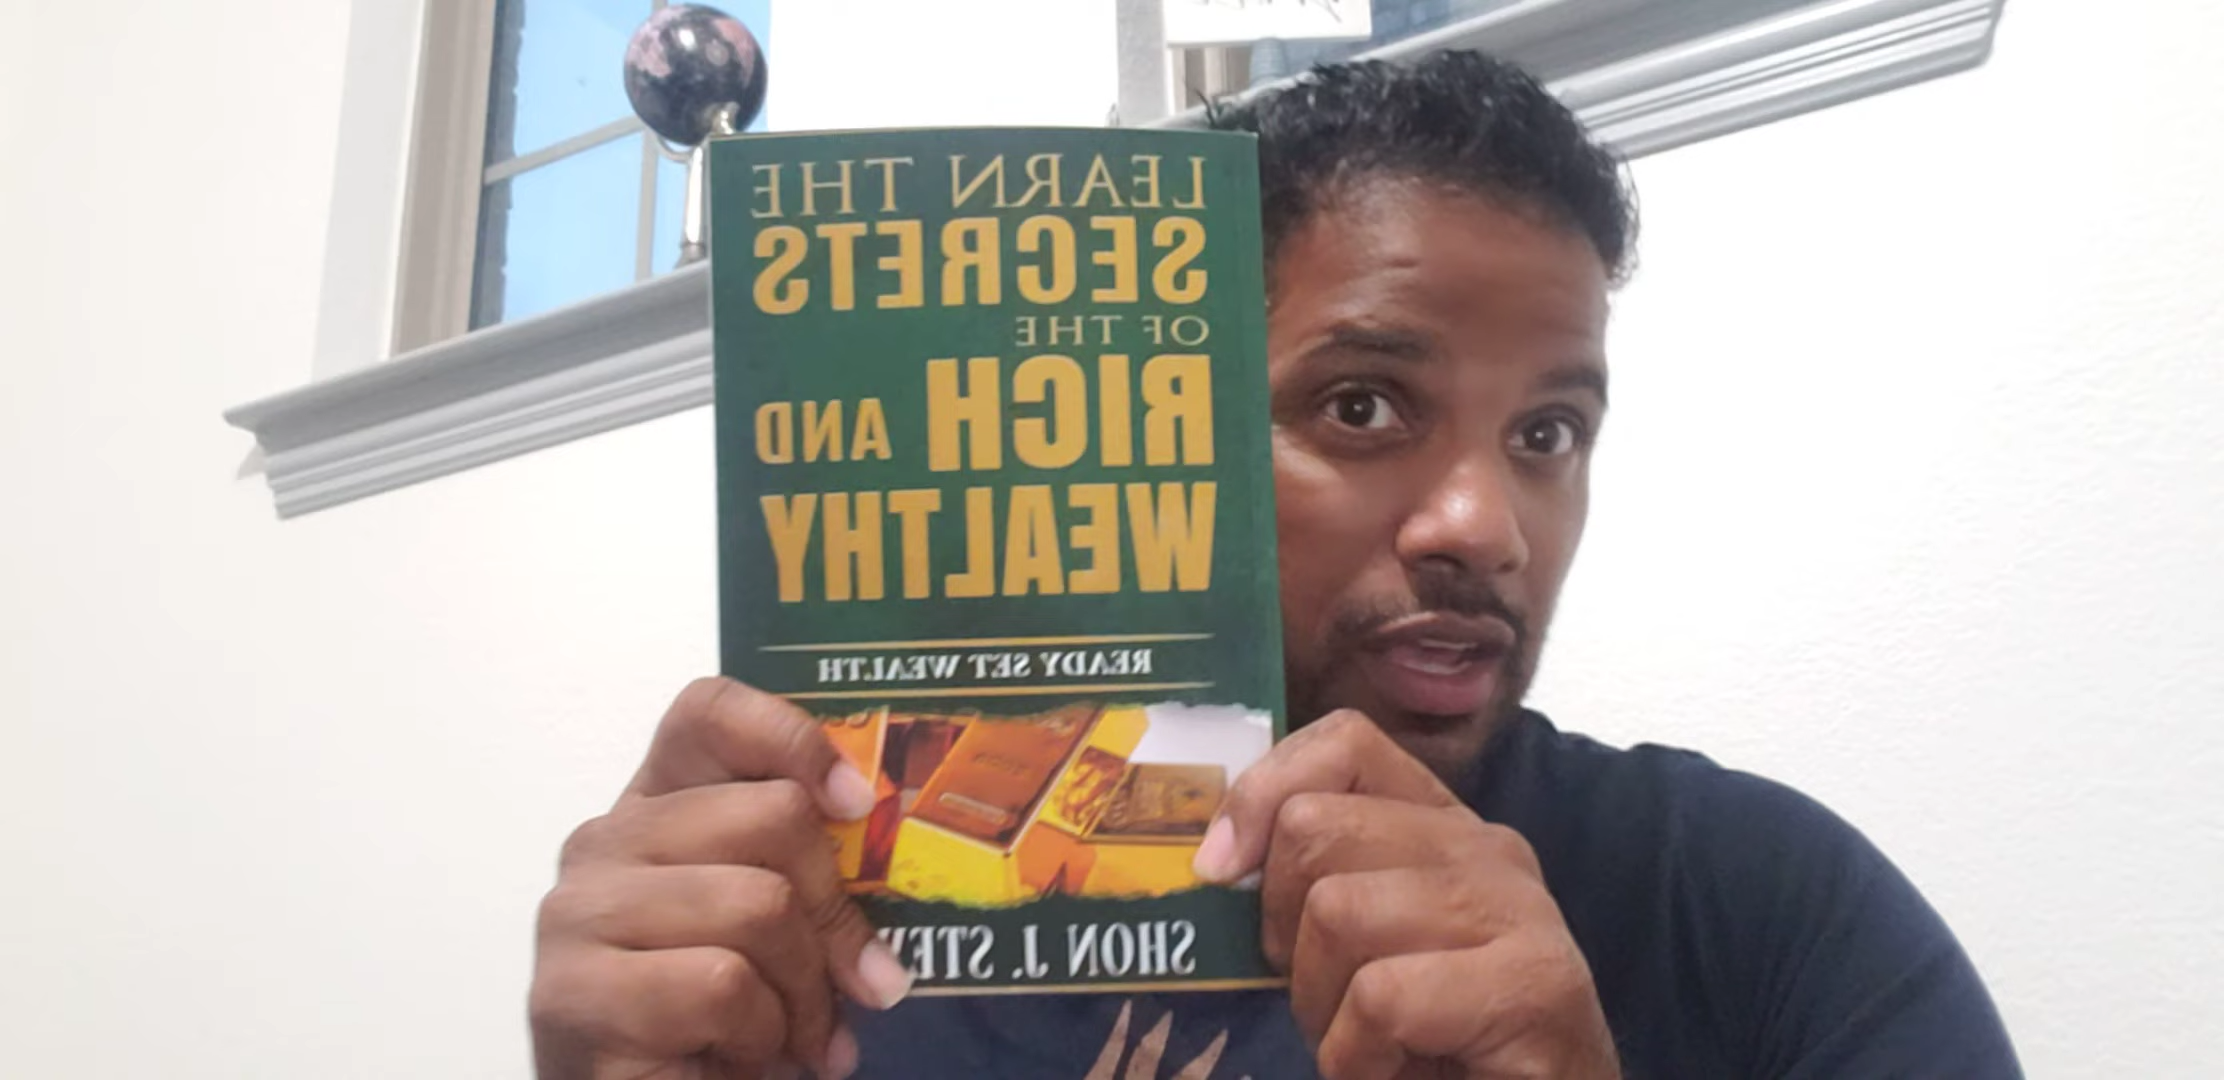 LEARN THE
SECRETS
OF THE
RICH AND
WEALTHY
READY SET WEALTH
SHON J.